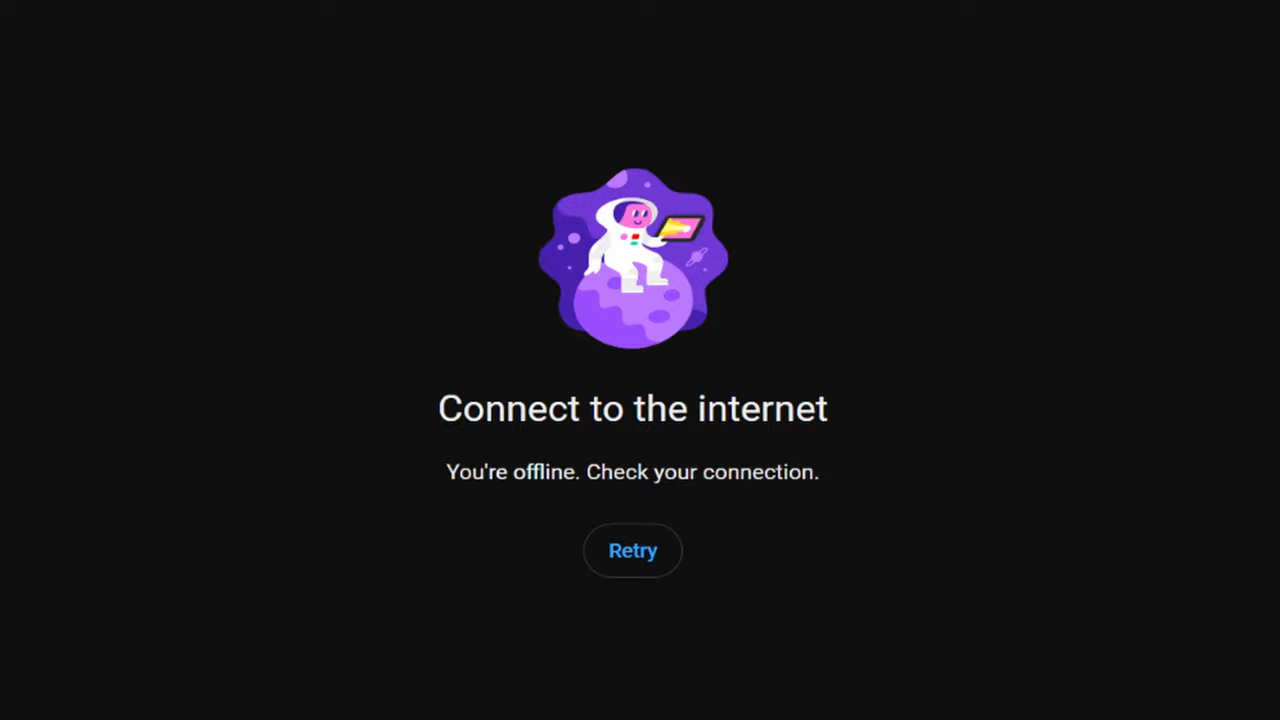 Connect to the internet
You're offline. Check your connection.
Retry